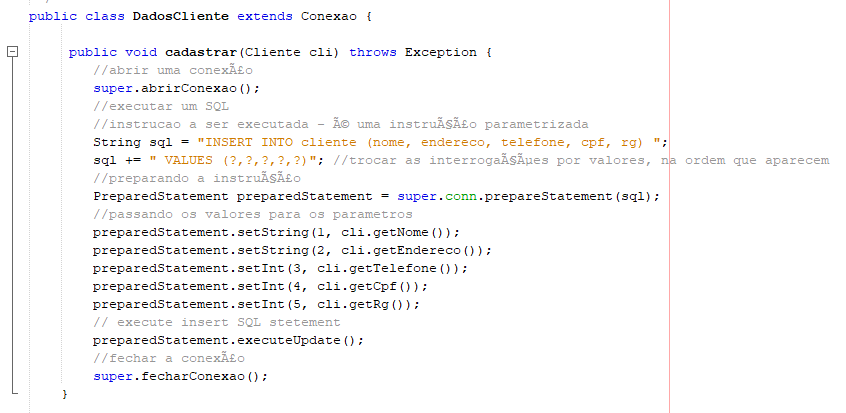 public class DadosCliente extends Conexao {
public void cadastrar(Cliente cli) throws Exception {
//abrir uma conexÃ£o
super.abrirConexao();
//executar um SQL
//instrucao a ser executada - Ã© uma instruÃ§Ã£o parametrizada
String sql = "INSERT INTO cliente (nome, endereco, telefone, cpf, rg) ";
sql += " VALUES (?,?,?,?,?)"; //trocar as interrogaÃ§Ãµes por valores, na ordem que aparecem
//preparando a instruÃ§Ã£o
PreparedStatement preparedStatement = super.conn.prepareStatement(sql);
//passando os valores para os parametros
preparedStatement.setString(1, cli.getNome());
preparedStatement.setString(2, cli.getEndereco());
preparedStatement.setInt(3, cli.getTelefone());
preparedStatement.setInt(4, cli.getCpf());
preparedStatement.setInt(5, cli.getRg());
// execute insert SQL stetement
preparedStatement.executeUpdate();
//fechar a conexÃ£o
super.fecharConexao();
}